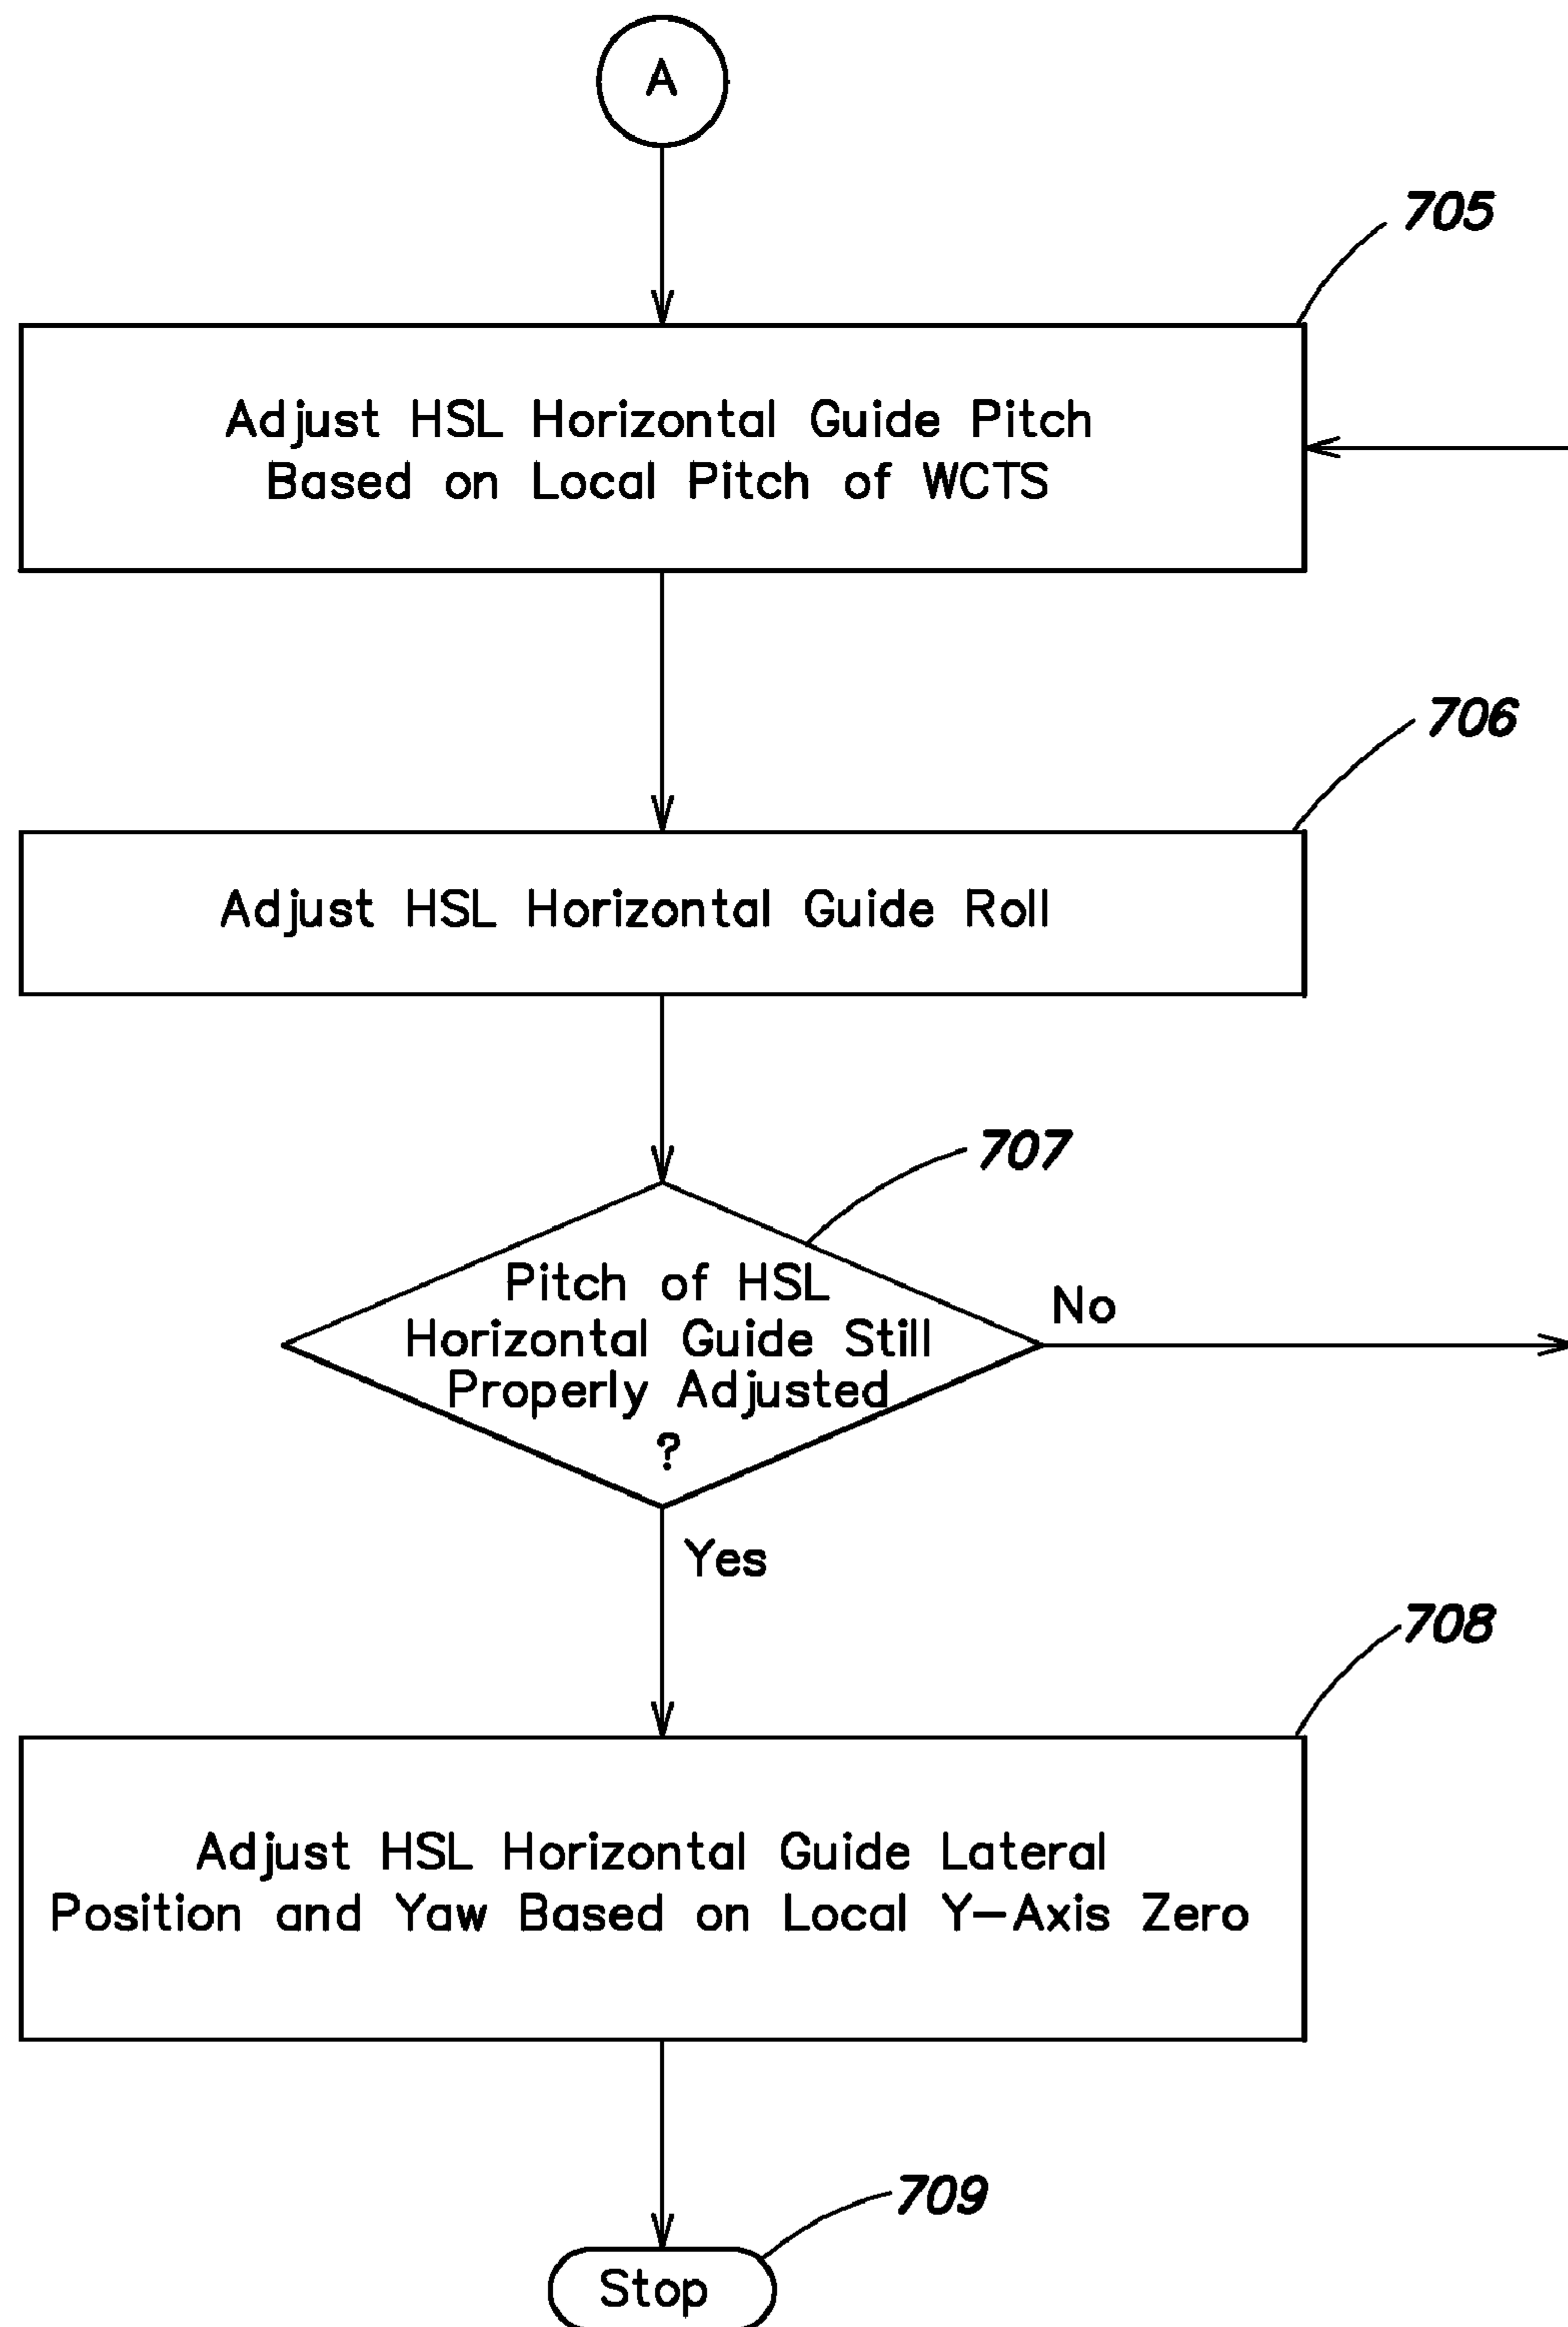 A
705
Adjust HSL Horizontal Guide Pitch
Based on Local Pitch of WCTS
706
Adjust HSL Horizontal Guide Roll
707
Pitch of HSL
Horizontal Guide Still
Properly Adjusted
?
No
Yes
708
Adjust HSL Horizontal Guide Lateral
Position and Yaw Based on Local Y-Axis Zero
709
Stop